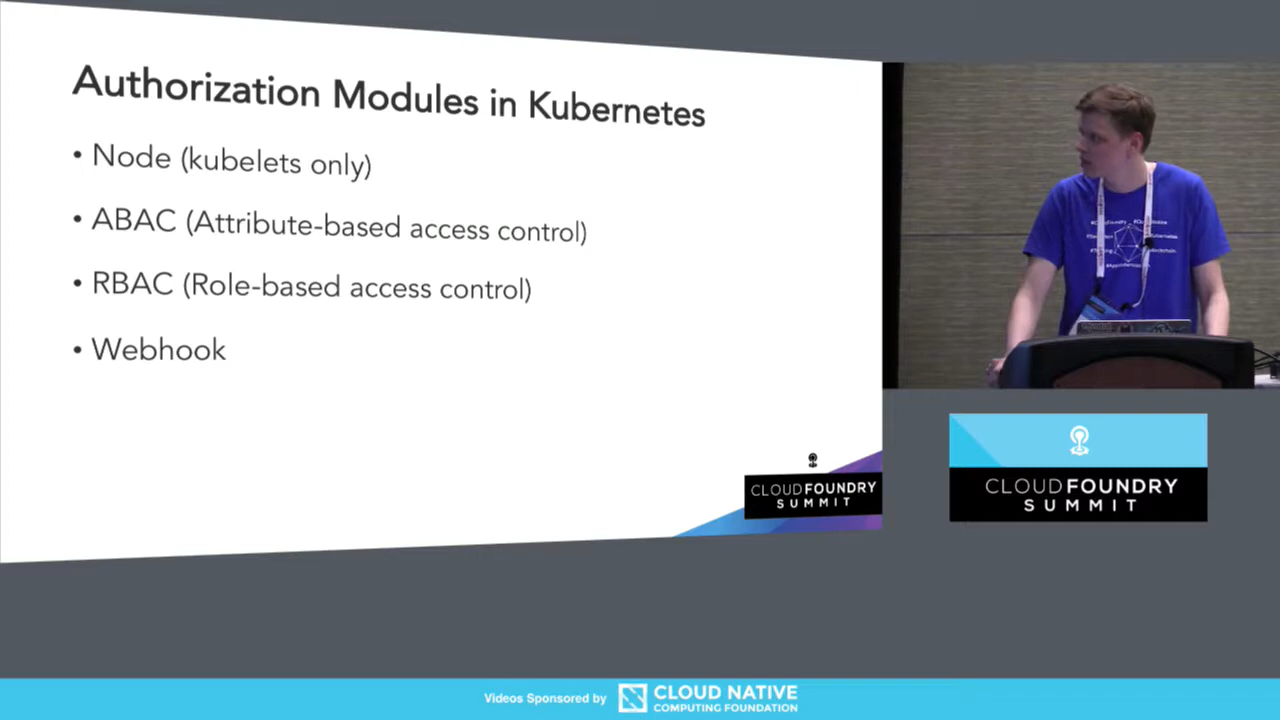 Authorization Modules in Kubernetes
• Node (kubelets only)
• ABAC (Attribute-based access control)
• RBAC (Role-based access control)
• Webhook
CLOUDFOUNDRY
SUMMIT
CLOUDFOUNDRY
SUMMIT
Videos Sponsored by
CLOUD NATIVE
COMPUTING FOUNDATION